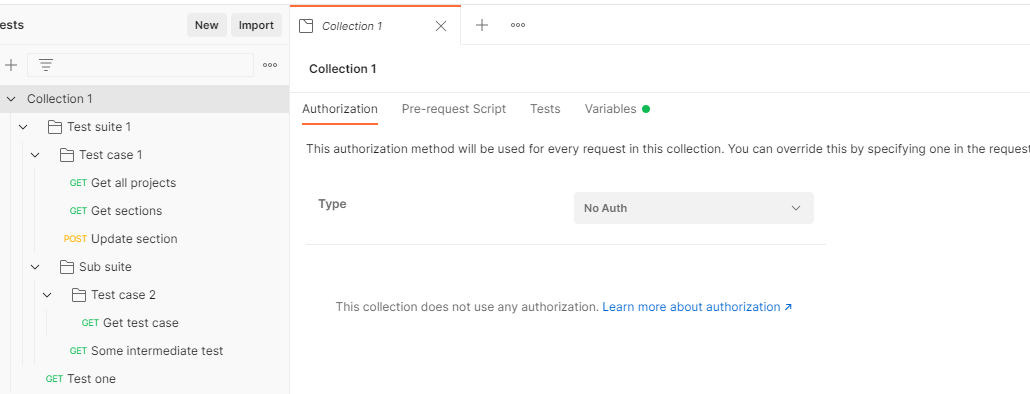 ests New Import
Collection 1
Collection 1
Collection 1
Authorization Pre-request Script Tests Variables
Test suite 1
This authorization method will be used for every request in this collection. You can override this by specifying one in the request
Test case 1
GET Get all projects
Type No Auth
GET Get sections
POST Update section
Sub suite
Test case 2
This collection does not use any authorization. Learn more about authorization ↗
GET Get test case
GET Some intermediate test
GET Test one